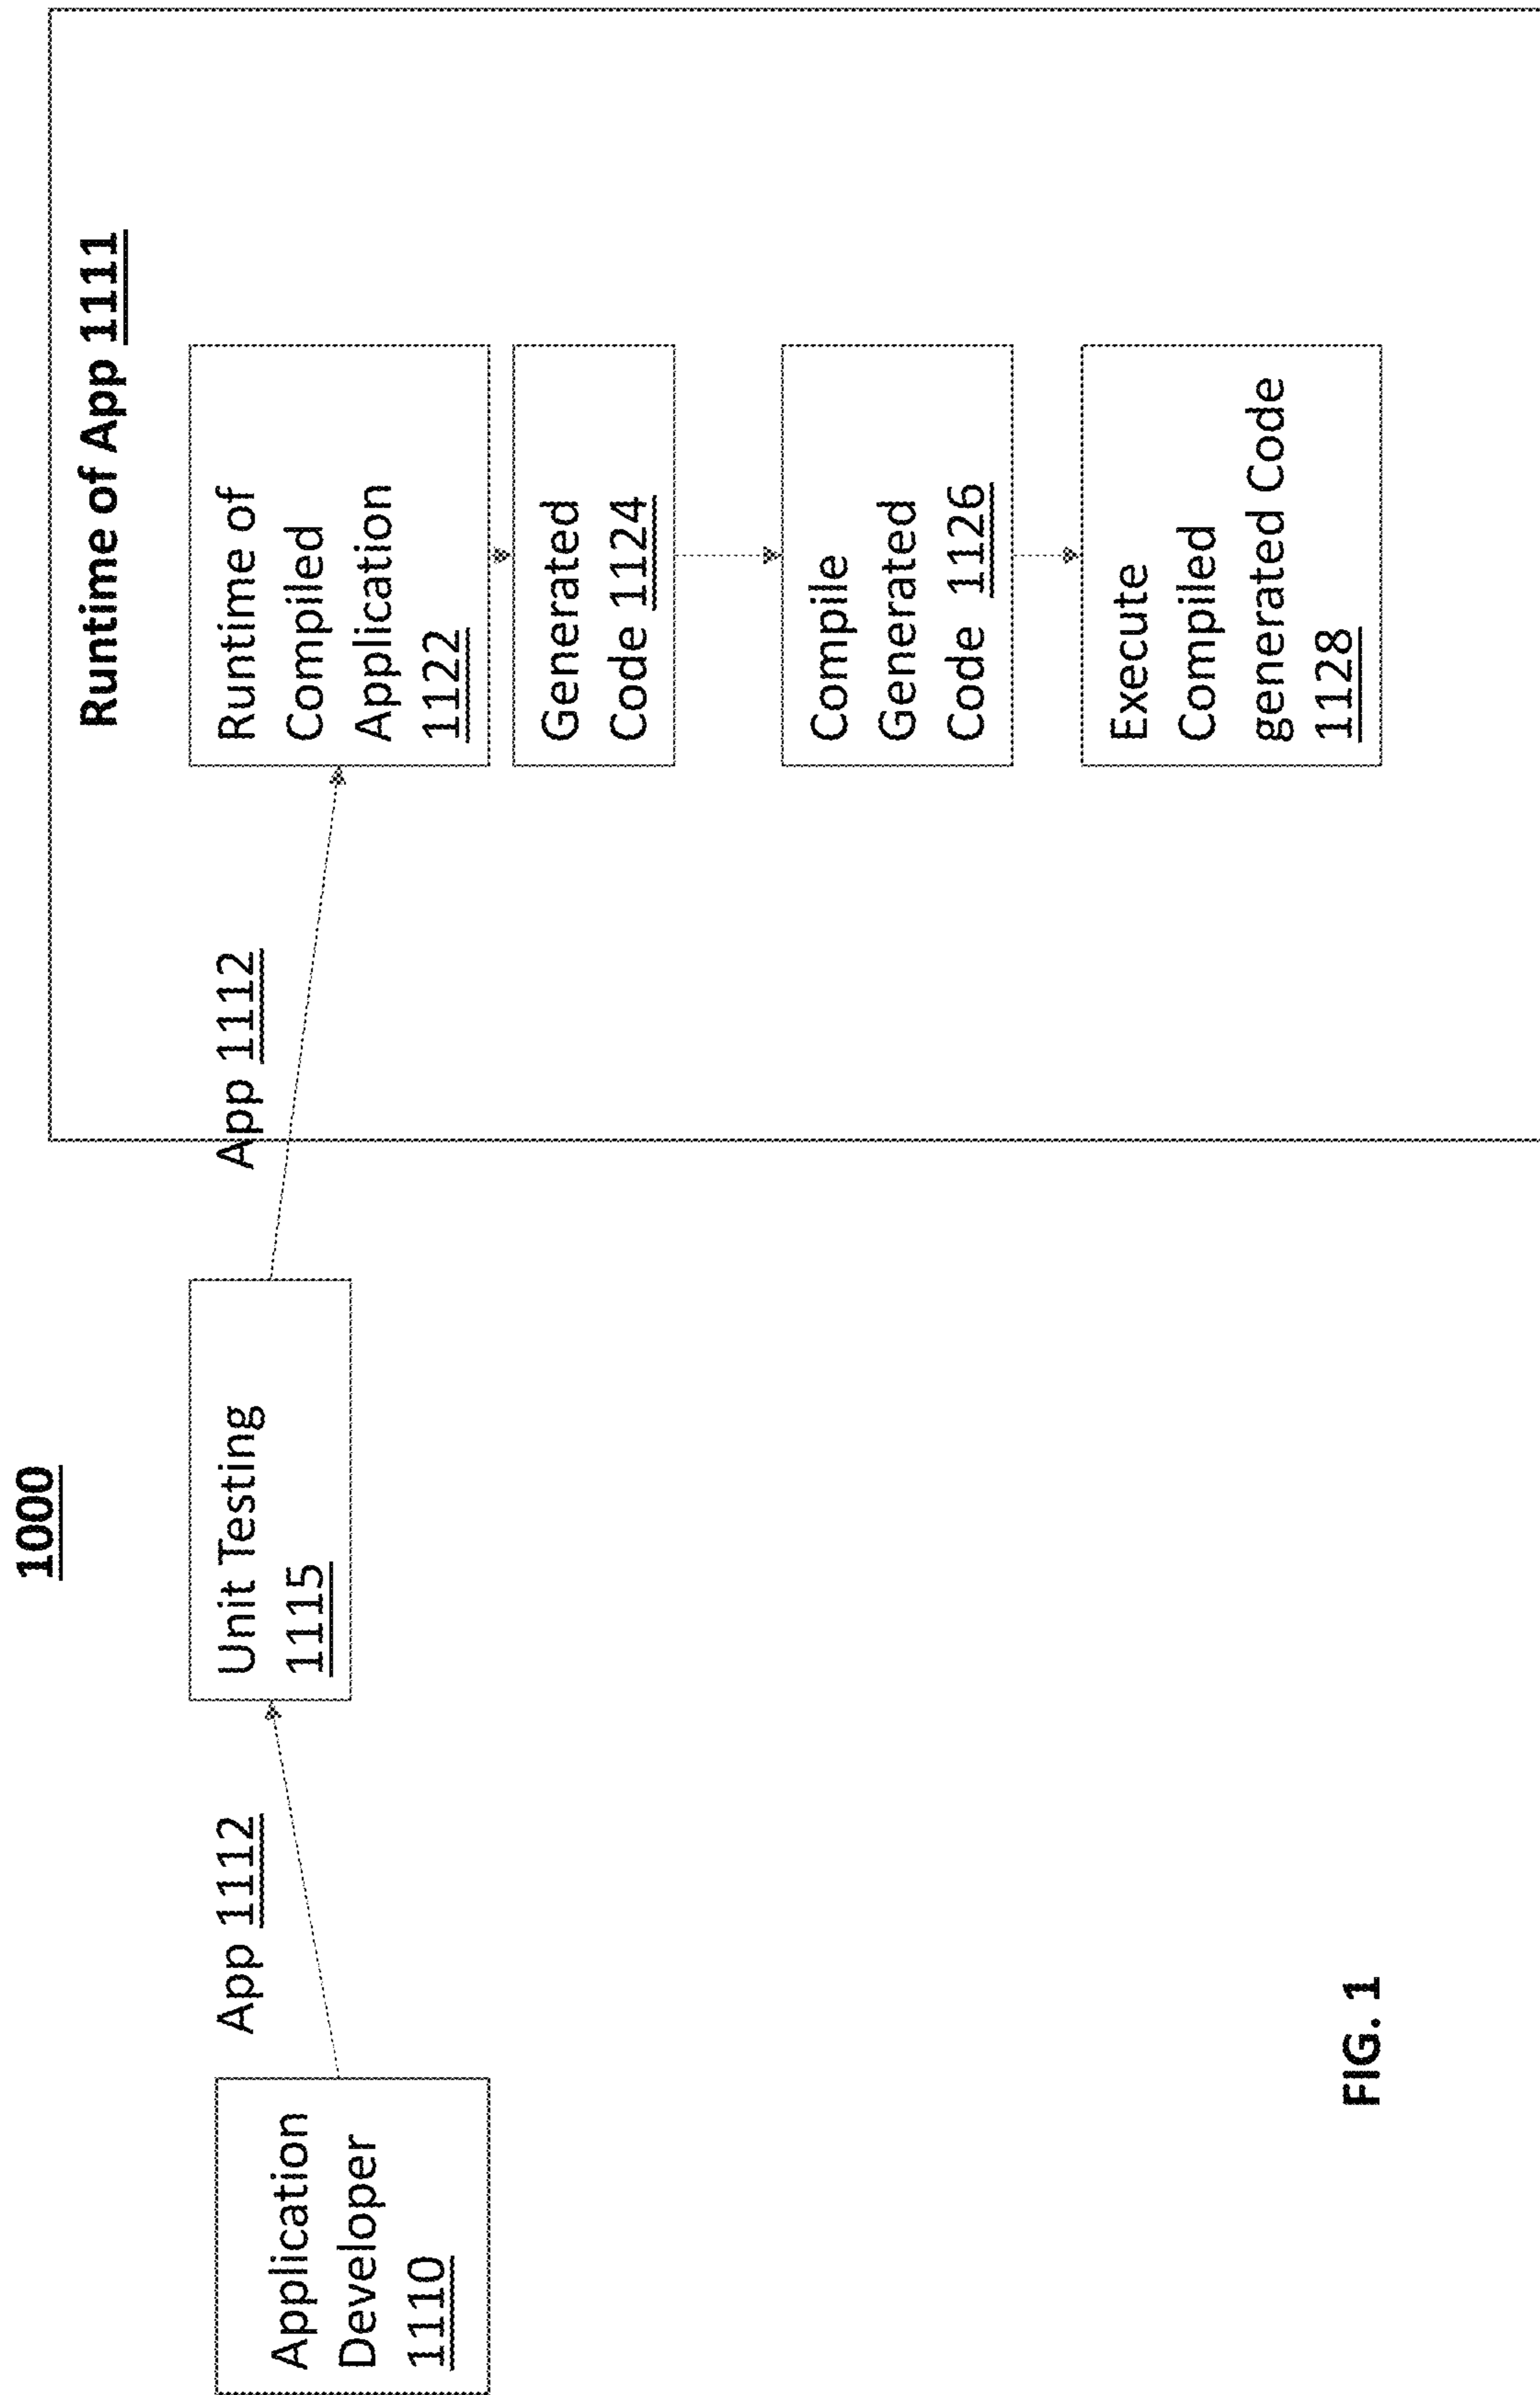 1000
Application
Developer
1110
App 1112
Unit Testing
1115
App 1112
Runtime of App 1111
Runtime of
Compiled
Application
1122
Generated
Code 1124
Compile
Generated
Code 1126
Execute
Compiled
generated Code
1128
FIG. 1